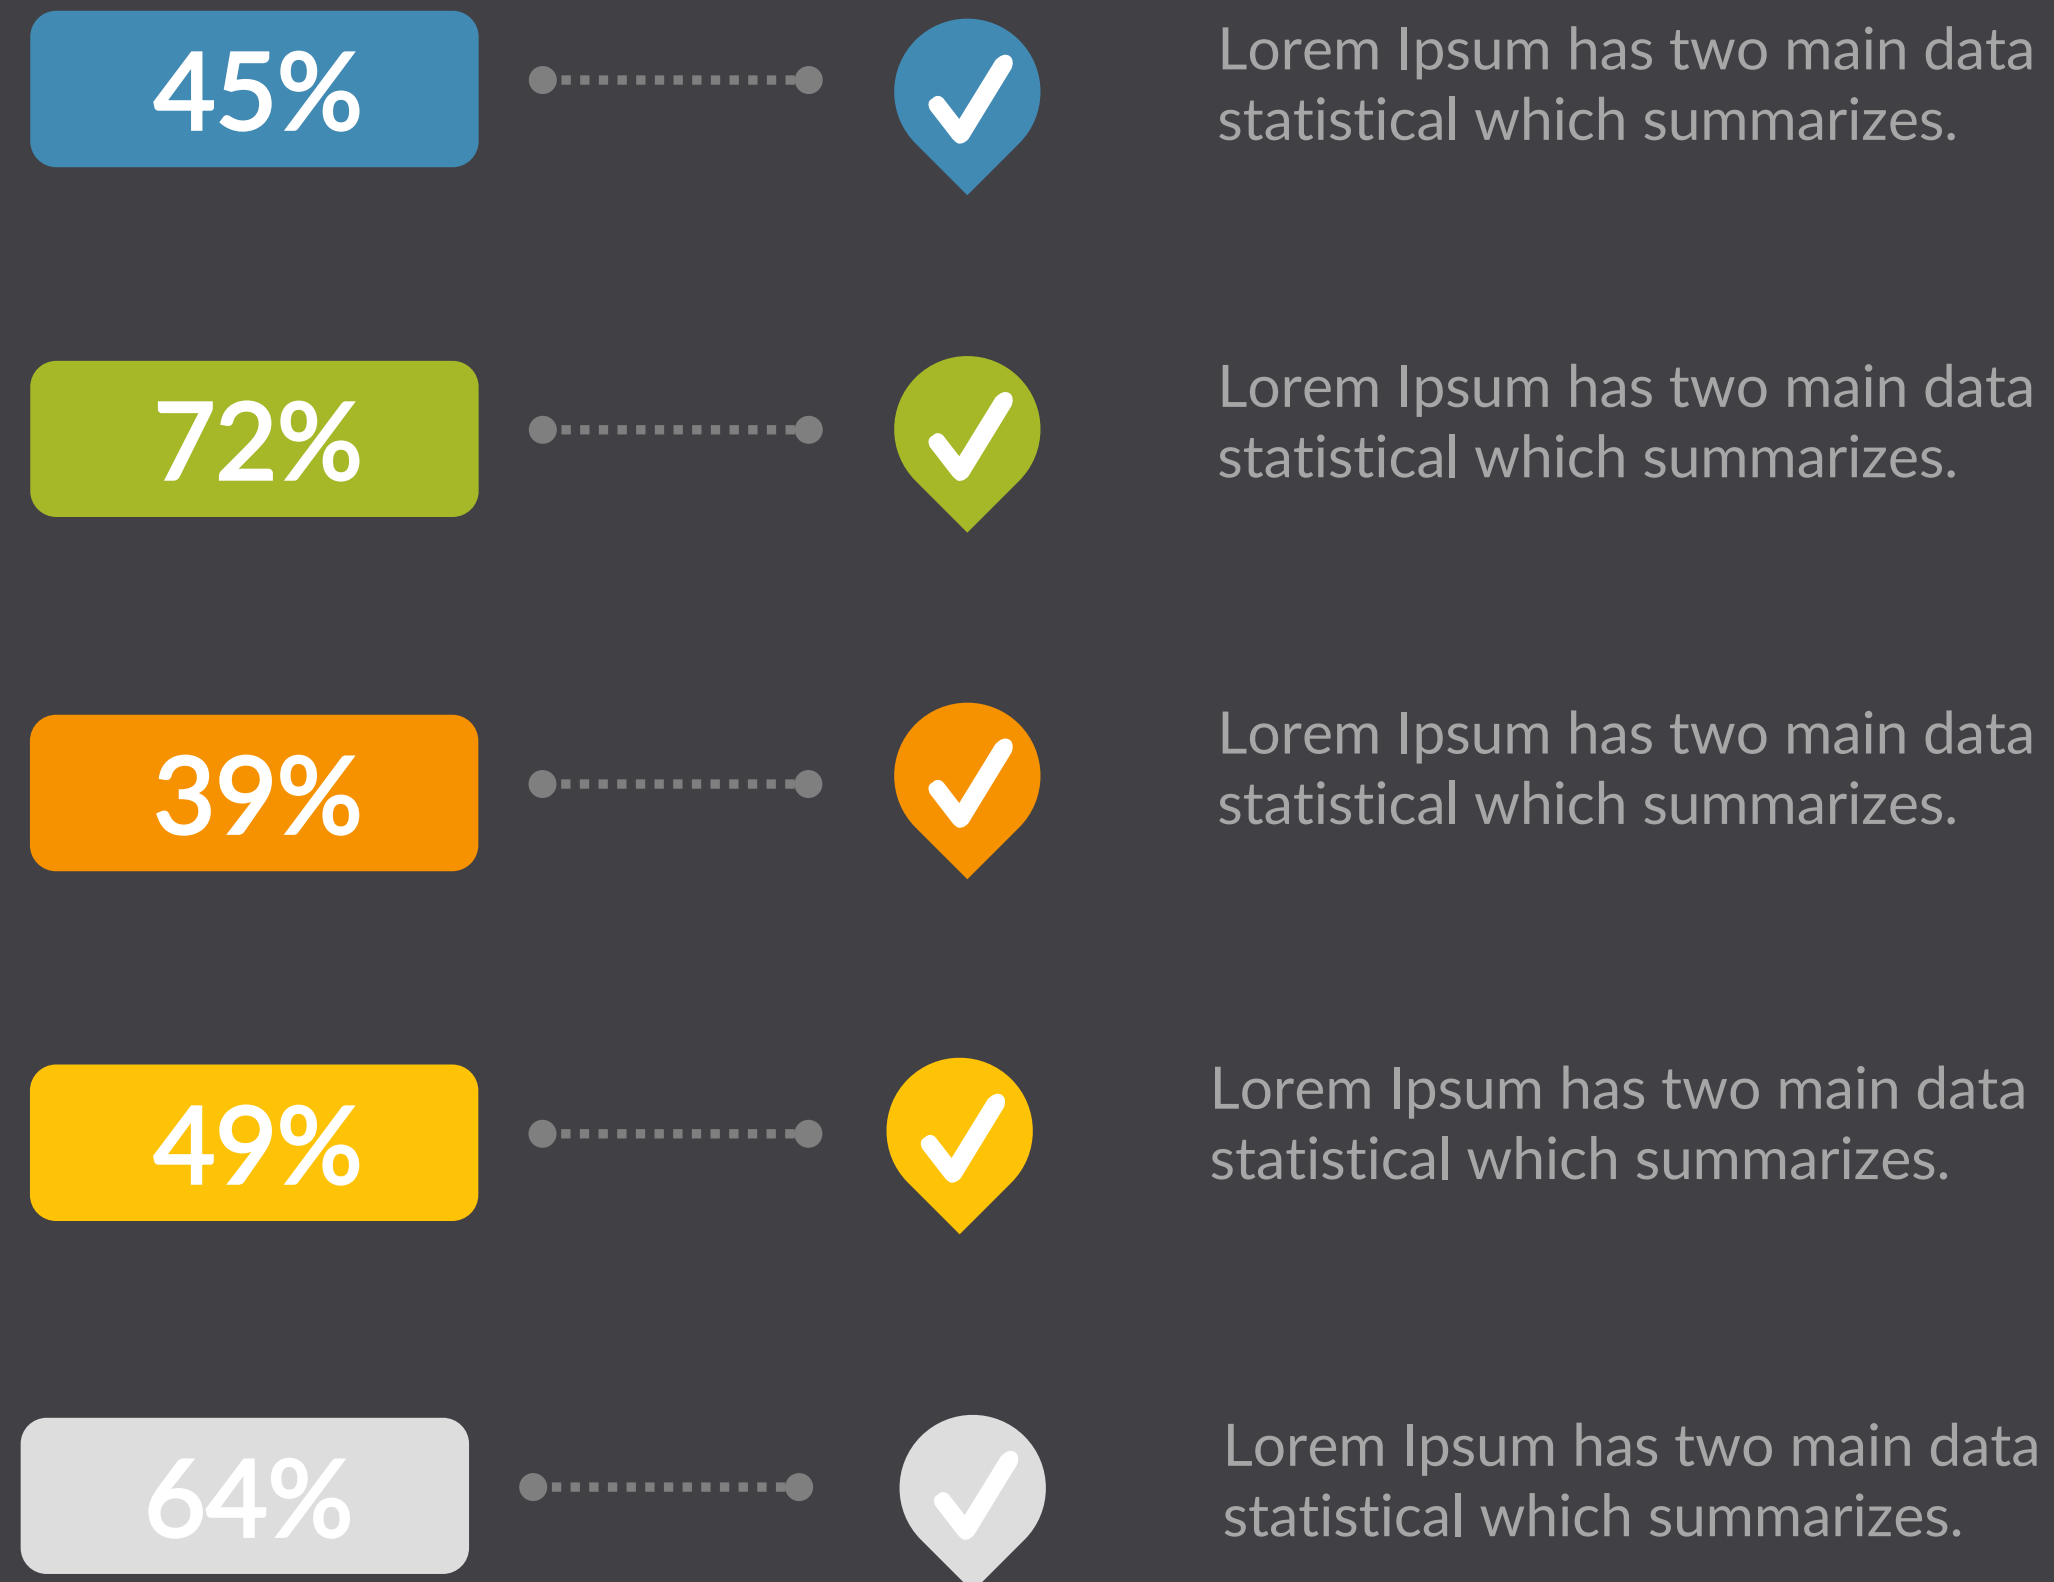 45%
Lorem Ipsum has two main data
statistical which summarizes.
72%
Lorem Ipsum has two main data
statistical which summarizes.
39%
Lorem Ipsum has two main data
statistical which summarizes.
49%
Lorem Ipsum has two main data
statistical which summarizes.
64%
Lorem Ipsum has two main data
statistical which summarizes.